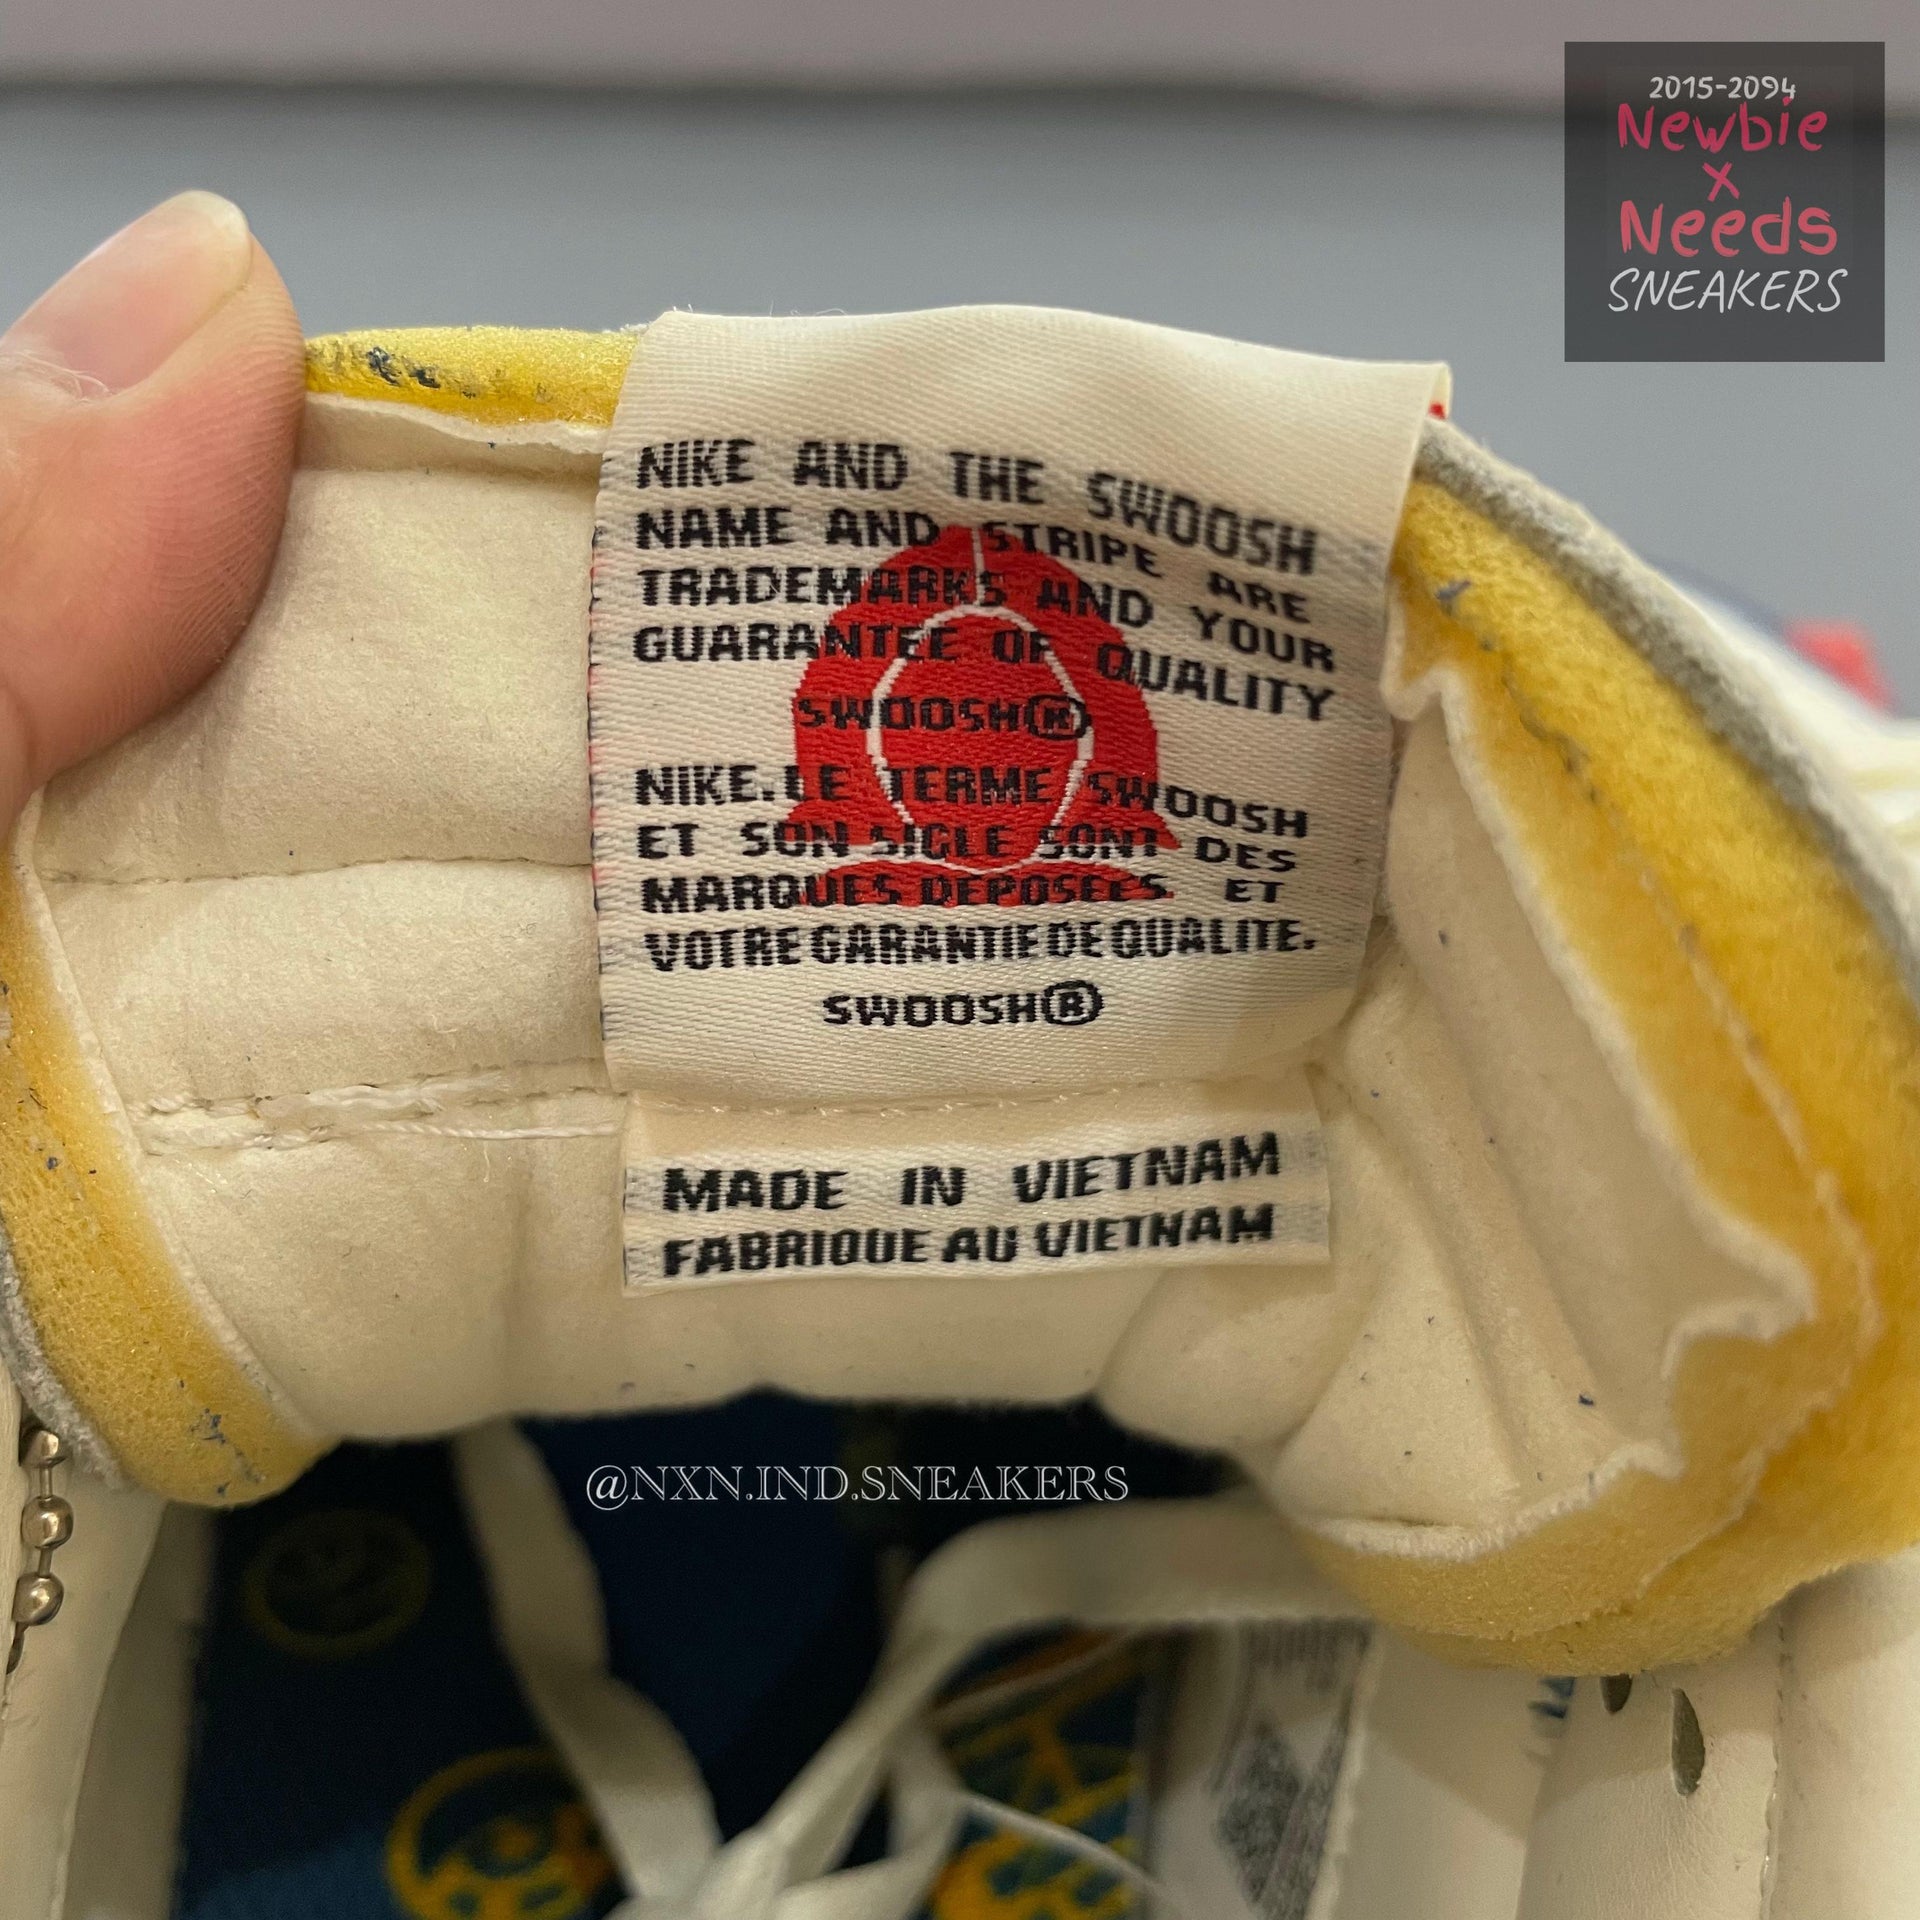 2015-2094
Newbie
x
Needs
SNEAKERS
NIKE AND THE SWOOSH
NAME AND STRIPE ARE
TRADEMARKS AND YOUR
GUARANTEE OF QUALITY
SWOOSH®
NIKE.LE TERME SWOOSH
ET SON SIGLE SONT DES
MARQUES DEPOSEES ET
VOTRE GARANTIE DE QUALITE.
SWOOSH®
MADE IN VIETNAM
FABRIQUE AU VIETNAM
@NXN.IND.SNEAKERS